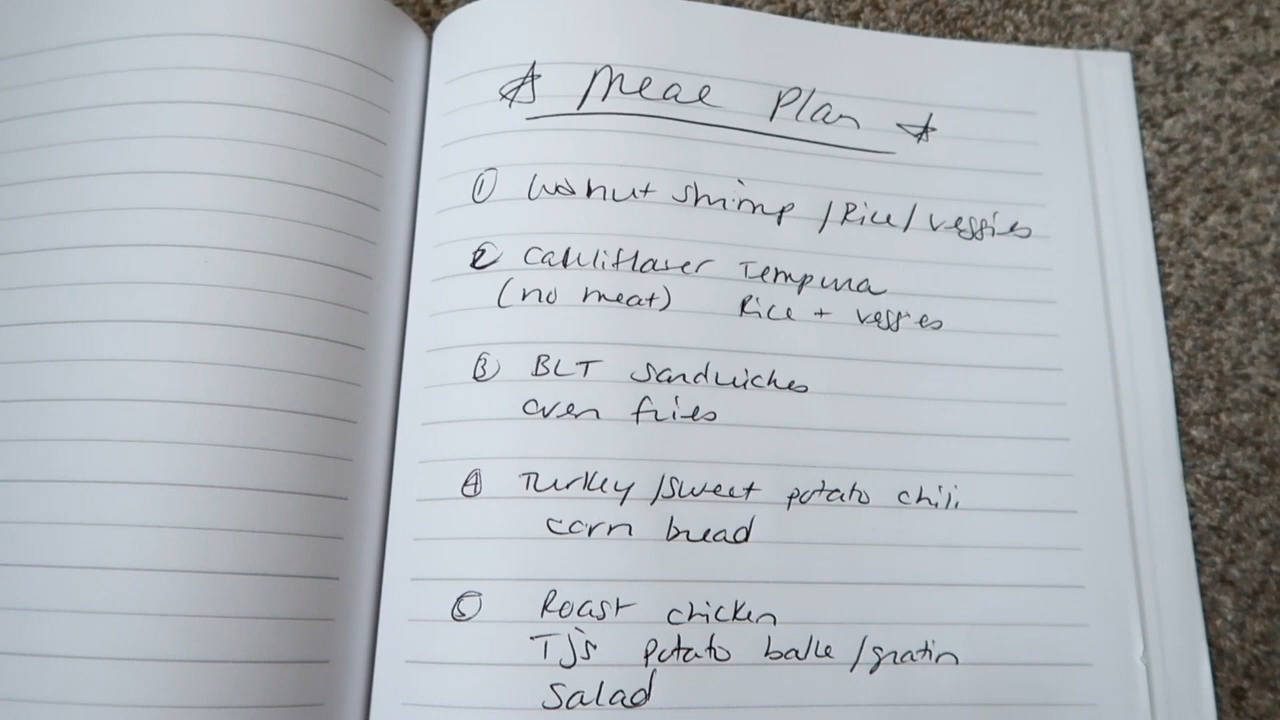 ☆ Meal Plan ☆
① Walnut shrimp /Rice/ veggies
② Cauliflower Tempura
(no meat) Rice + veggies
③ BLT sandwiches
oven fries
④ Turkey /sweet potato chili
corn bread
⑤ Roast chicken
TJ's potato bake /gratin
Salad